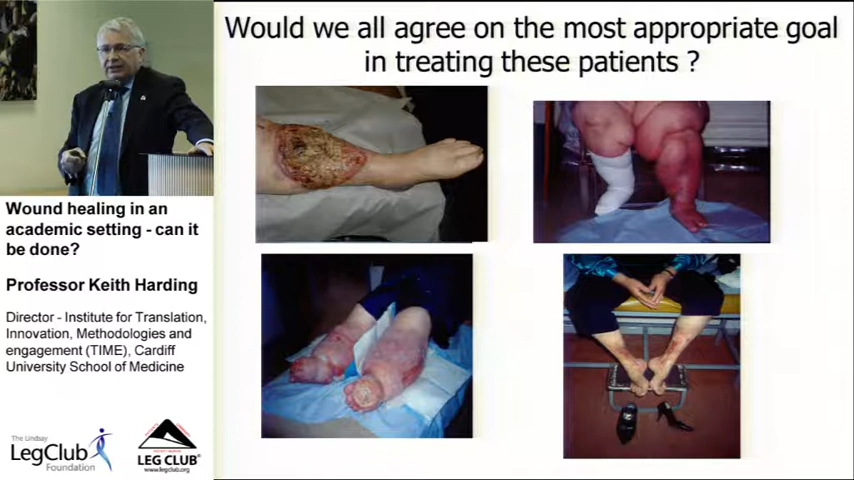 Would we all agree on the most appropriate goal
in treating these patients ?
Wound healing in an
academic setting - can it
be done?
Professor Keith Harding
Director - Institute for Translation,
Innovation, Methodologies and
engagement (TIME), Cardiff
University School of Medicine
The Lindsay
LegClub
Foundation
LEG CLUB®
www.legclub.org